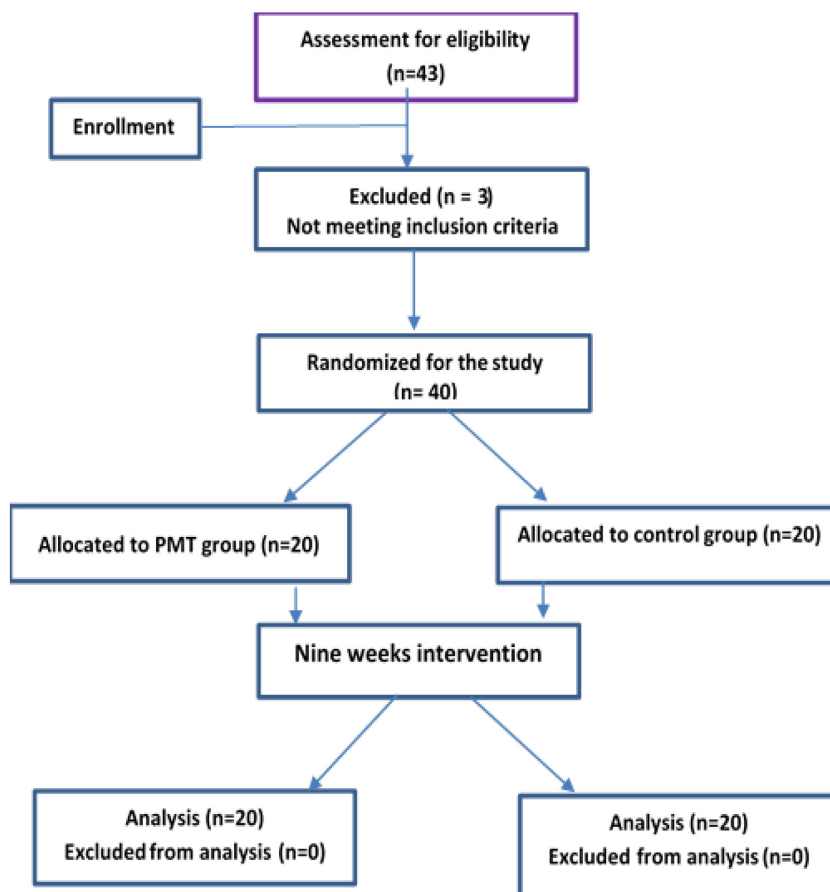 Assessment for eligibility
(n=43)
Enrollment
Excluded (n = 3)
Not meeting inclusion criteria
Randomized for the study
(n= 40)
Allocated to PMT group (n=20)
Allocated to control group (n=20)
Nine weeks intervention
Analysis (n=20)
Excluded from analysis (n=0)
Analysis (n=20)
Excluded from analysis (n=0)